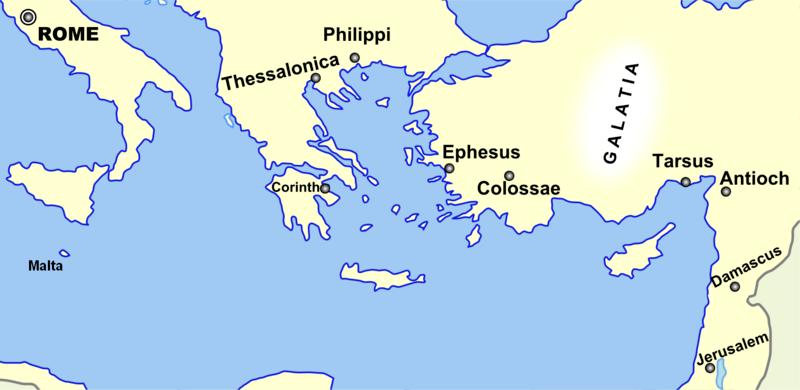 ROME
Philippi
Thessalonica
GALATIA
Ephesus
Colossae
Tarsus
Antioch
Corinth
Malta
Damascus
Jerusalem